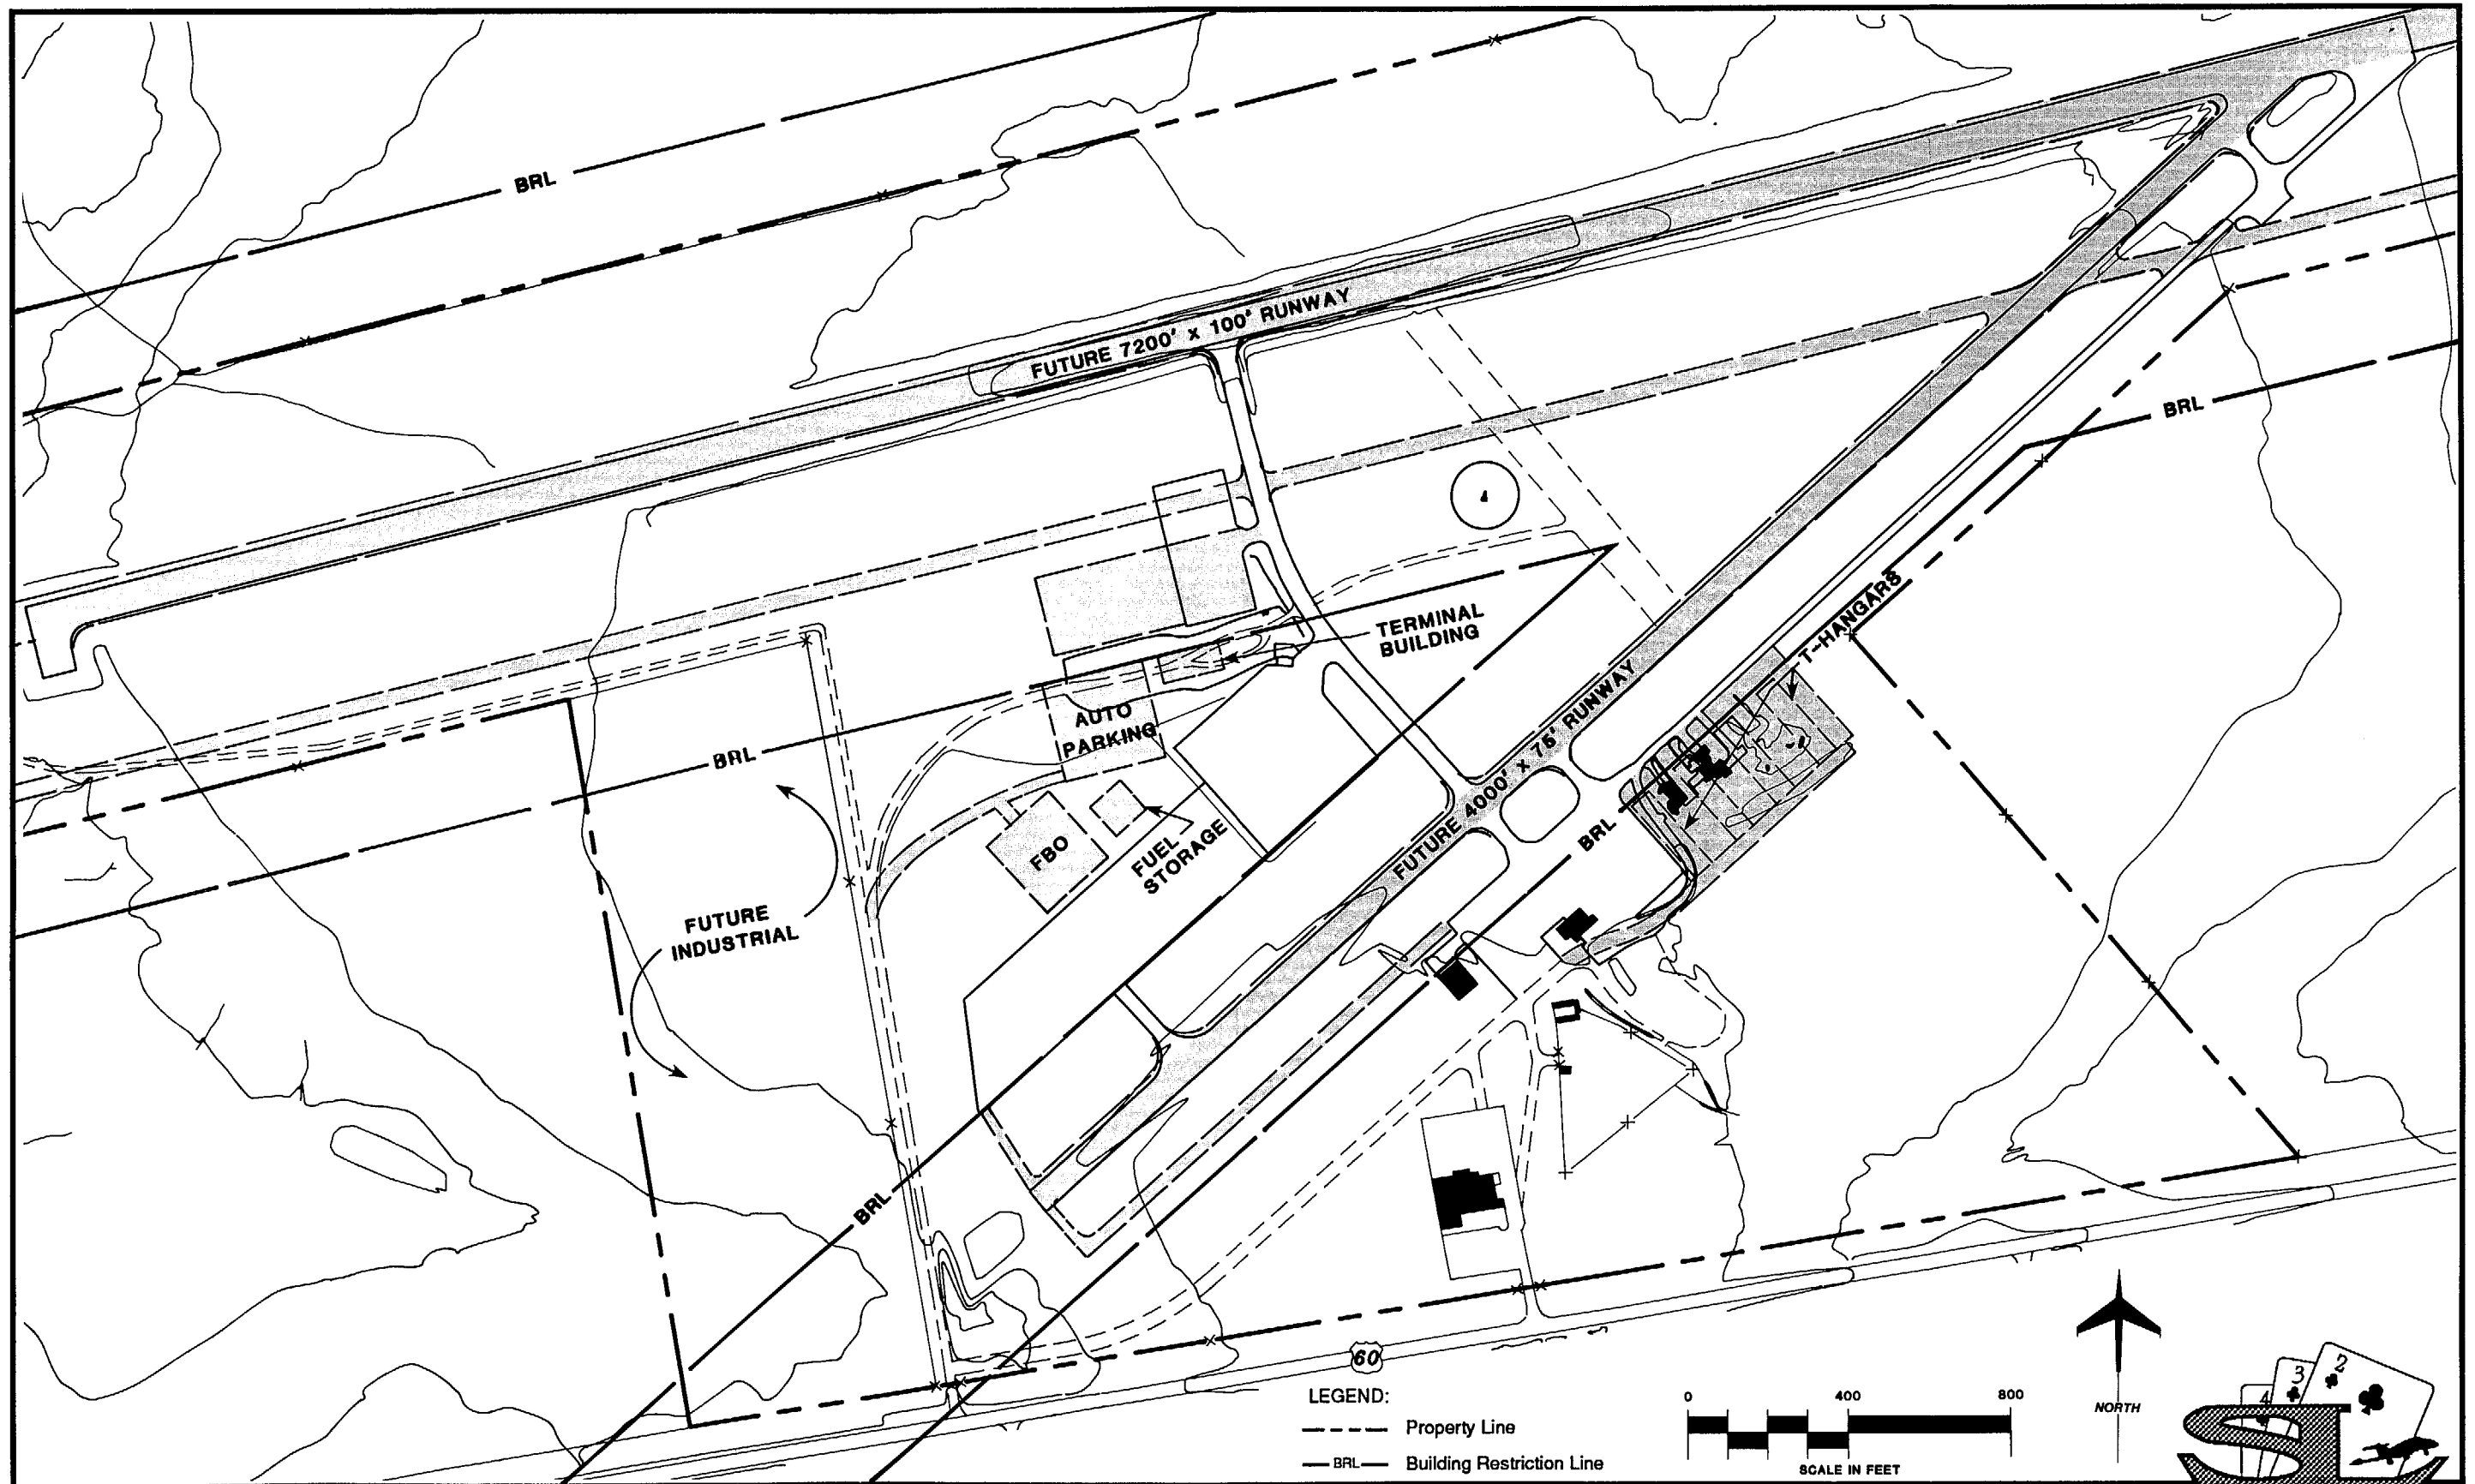 BRL
FUTURE 7200' x 100' RUNWAY
BRL
TERMINAL
BUILDING
T-HANGARS
AUTO
PARKING
BRL
FUTURE 4000' x 75' RUNWAY
BRL
FBO
FUEL
STORAGE
FUTURE
INDUSTRIAL
BRL
60
LEGEND:
Property Line
BRL Building Restriction Line
0 400 800
SCALE IN FEET
NORTH
4 3 2